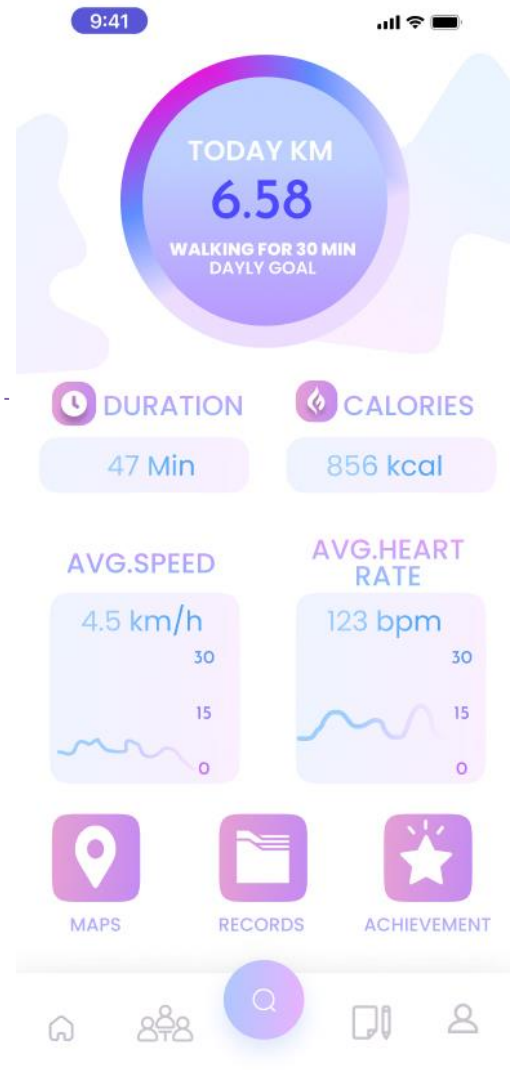 9:41
TODAY KM
6.58
WALKING FOR 30 MIN
DAYLY GOAL
DURATION
CALORIES
47 Min
856 kcal
AVG.SPEED
AVG.HEART
RATE
4.5 km/h
30
15
0
123 bpm
30
15
0
MAPS
RECORDS
ACHIEVEMENT